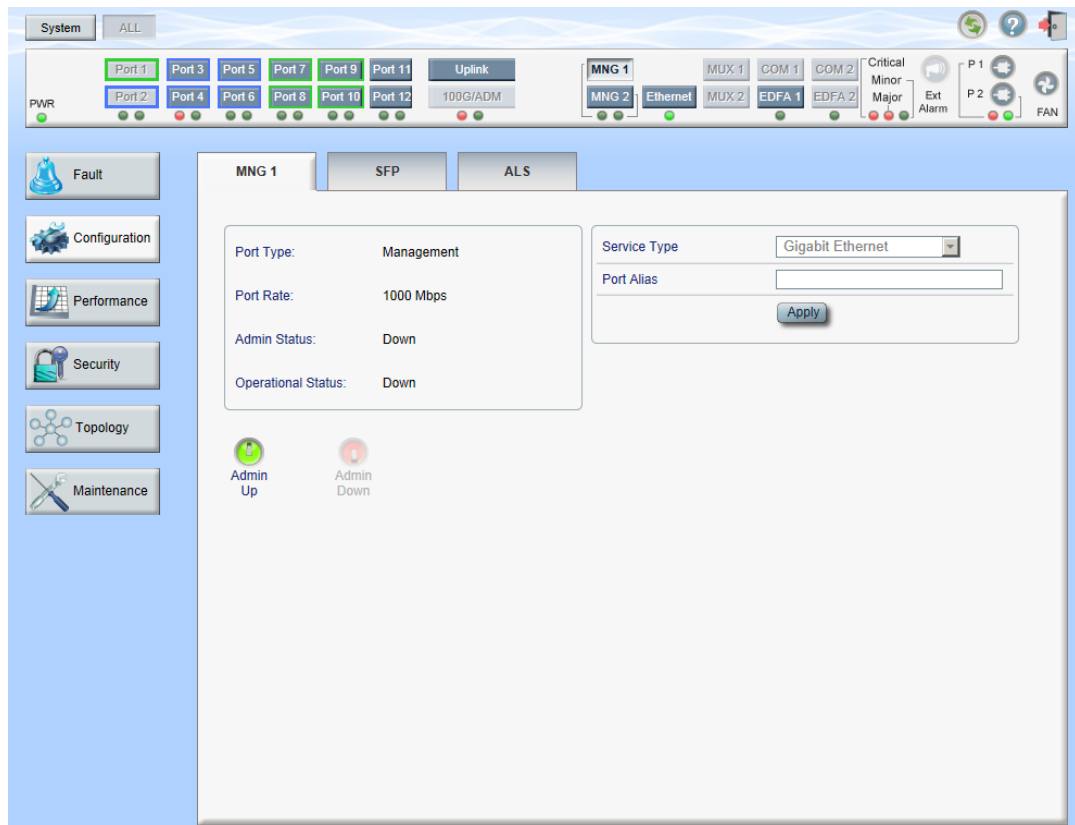 System ALL
Port 1 Port 3 Port 5 Port 7 Port 9 Port 11 Uplink MNG 1 MUX 1 COM 1 COM 2 Critical P 1
Minor
PWR Port 2 Port 4 Port 6 Port 8 Port 10 Port 12 100G/ADM MNG 2 Ethernet MUX 2 EDFA 1 EDFA 2 Major Ext P 2
Alarm FAN
Fault
Configuration
Performance
Security
Topology
Maintenance
MNG 1 SFP ALS
Port Type: Management
Port Rate: 1000 Mbps
Admin Status: Down
Operational Status: Down
Service Type Gigabit Ethernet
Port Alias
Apply
Admin
Up
Admin
Down